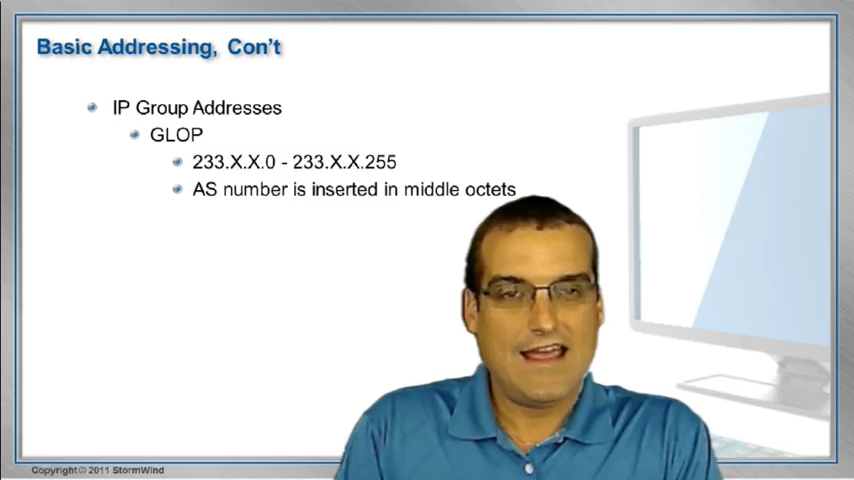 Basic Addressing, Con't
IP Group Addresses
GLOP
233.X.X.0 - 233.X.X.255
AS number is inserted in middle octets
Copyright © 2011 StormWind